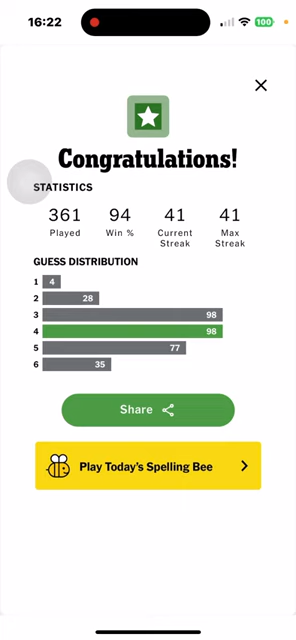 16:22
100
Congratulations!
STATISTICS
361 94 41 41
Played Win % Current Streak Max Streak
GUESS DISTRIBUTION
1 4
2 28
3 98
4 98
5 77
6 35
Share
Play Today's Spelling Bee